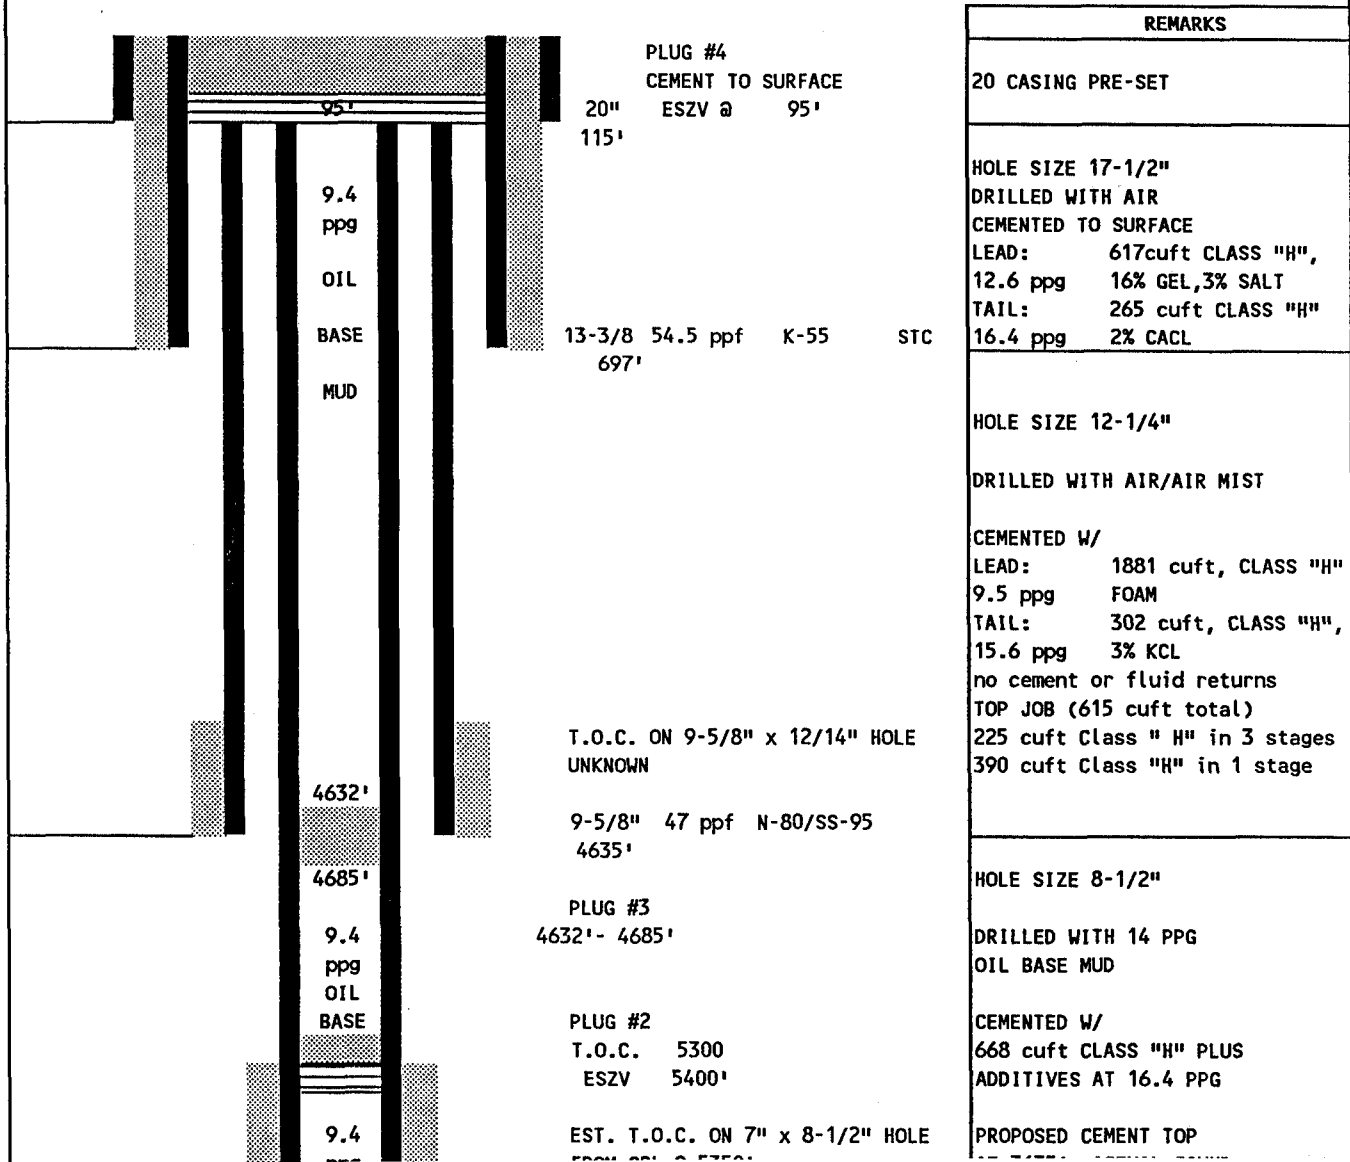 REMARKS
PLUG #4
CEMENT TO SURFACE
20" ESZV @ 95'
115'
95'
20 CASING PRE-SET
9.4
ppg
OIL
BASE
MUD
HOLE SIZE 17-1/2"
DRILLED WITH AIR
CEMENTED TO SURFACE
LEAD: 617cuft CLASS "H",
12.6 ppg 16% GEL,3% SALT
TAIL: 265 cuft CLASS "H"
16.4 ppg 2% CACL
13-3/8 54.5 ppf K-55 STC
697'
HOLE SIZE 12-1/4"
DRILLED WITH AIR/AIR MIST
CEMENTED W/
LEAD: 1881 cuft, CLASS "H"
9.5 ppg FOAM
TAIL: 302 cuft, CLASS "H",
15.6 ppg 3% KCL
no cement or fluid returns
TOP JOB (615 cuft total)
225 cuft Class " H" in 3 stages
390 cuft Class "H" in 1 stage
T.O.C. ON 9-5/8" x 12/14" HOLE
UNKNOWN
4632'
9-5/8" 47 ppf N-80/SS-95
4635'
4685'
PLUG #3
4632'- 4685'
9.4
ppg
OIL
BASE
HOLE SIZE 8-1/2"
DRILLED WITH 14 PPG
OIL BASE MUD
PLUG #2
T.O.C. 5300
ESZV 5400'
CEMENTED W/
668 cuft CLASS "H" PLUS
ADDITIVES AT 16.4 PPG
9.4
EST. T.O.C. ON 7" x 8-1/2" HOLE
PROPOSED CEMENT TOP